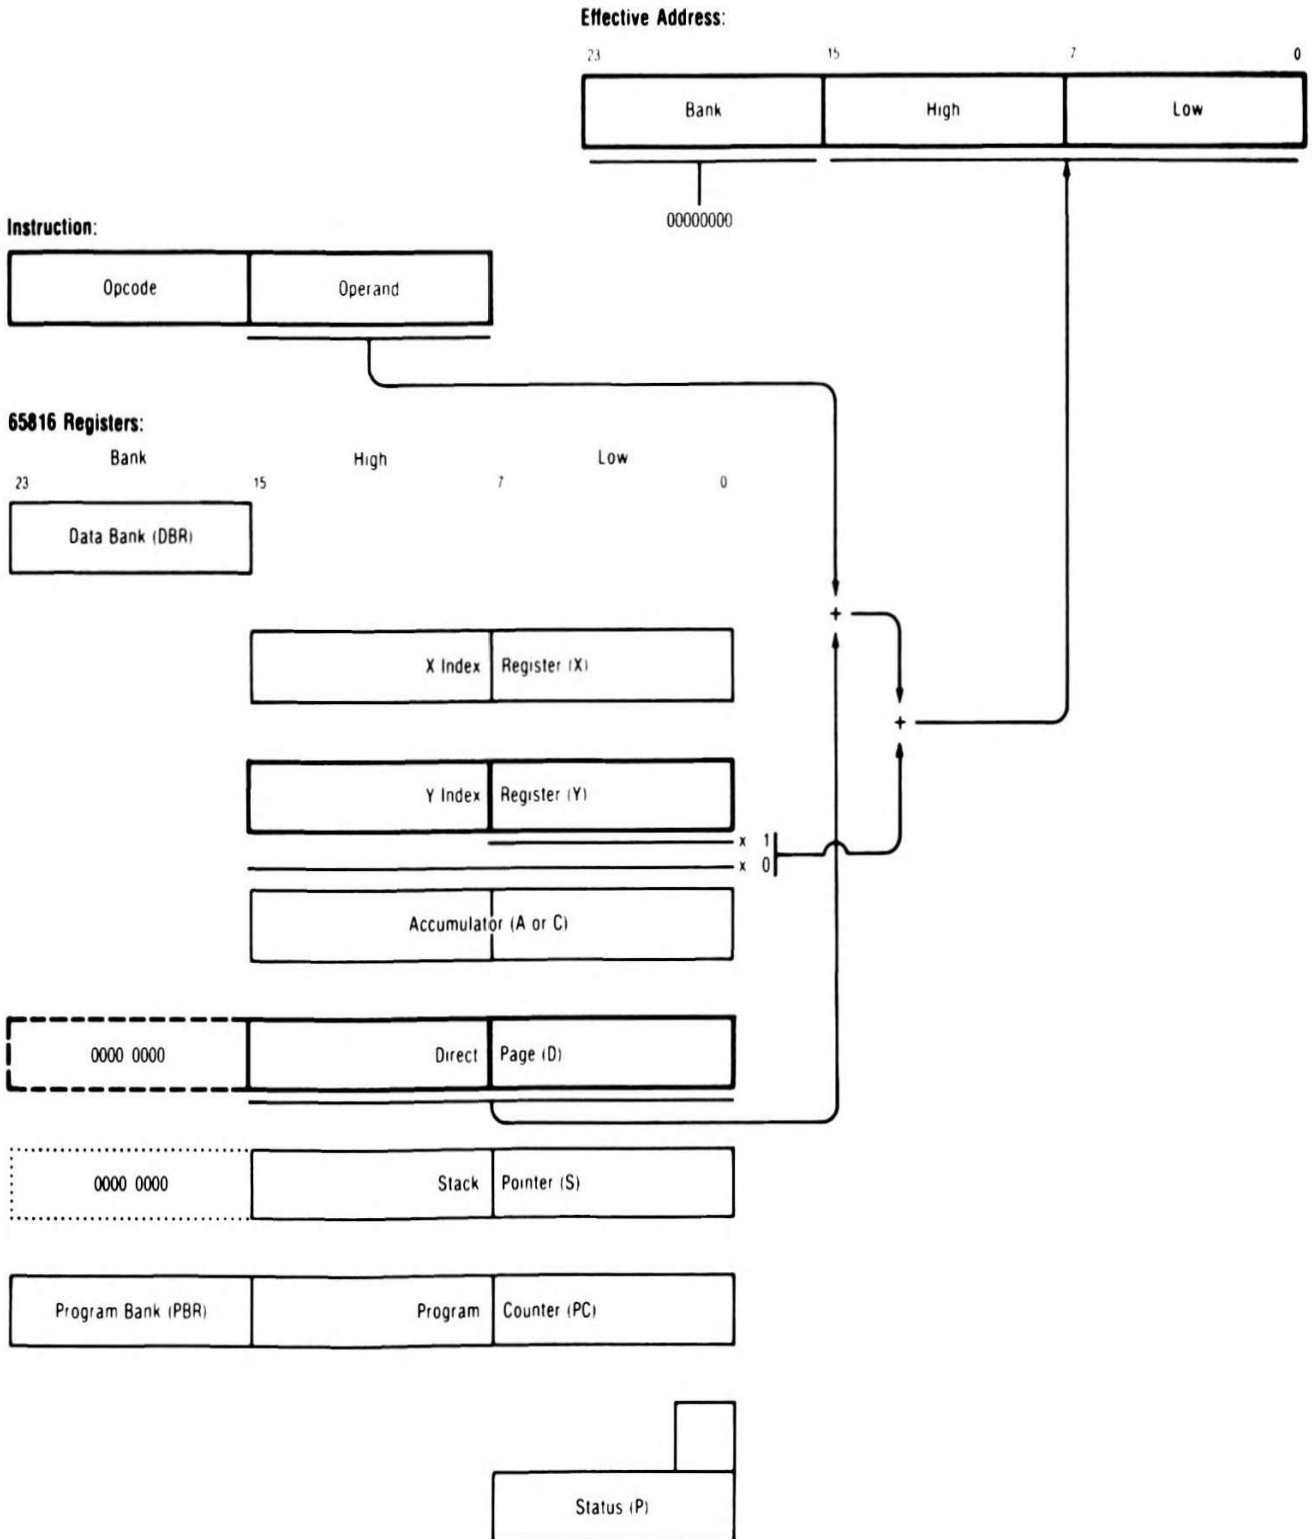 Effective Address:
23 15 7 0
Bank High Low
00000000
Instruction:
Opcode Operand
65816 Registers:
Bank High Low
23 15 7 0
Data Bank (DBR)
+
X Index Register (X)
+
Y Index Register (Y)
x 1
x 0
Accumulator (A or C)
0000 0000 Direct Page (D)
0000 0000 Stack Pointer (S)
Program Bank (PBR) Program Counter (PC)
Status (P)